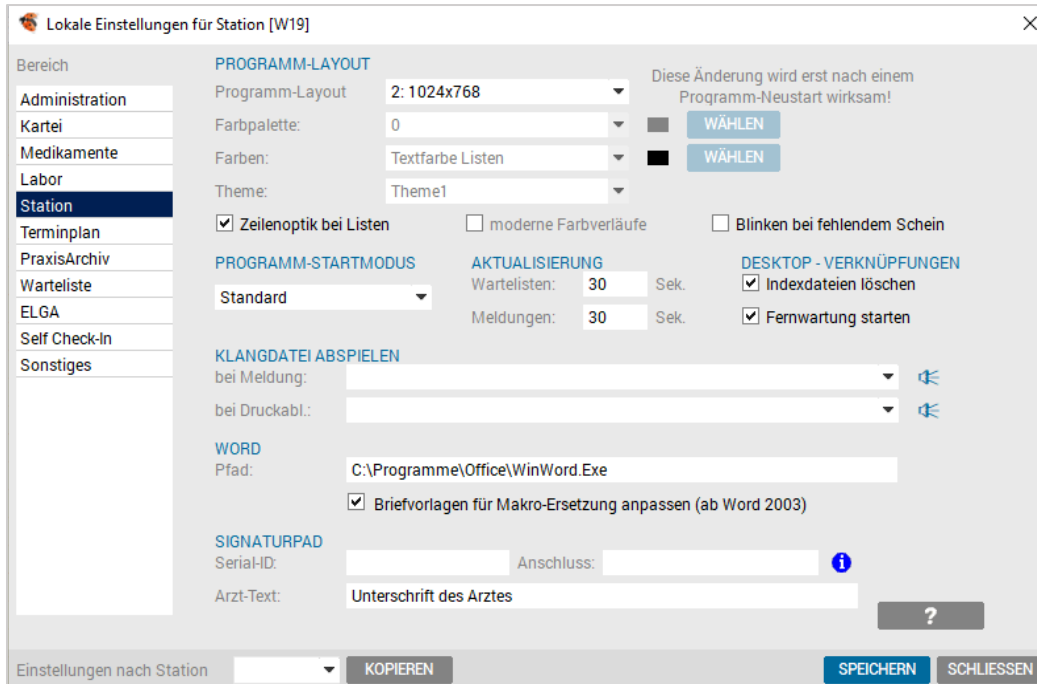 Lokale Einstellungen für Station [W19]
Bereich
Administration
Kartei
Medikamente
Labor
Station
Terminplan
PraxisArchiv
Warteliste
ELGA
Self Check-In
Sonstiges
PROGRAMM-LAYOUT
Programm-Layout 2: 1024x768
Diese Änderung wird erst nach einem
Programm-Neustart wirksam!
Farbpalette: 0 WÄHLEN
Farben: Textfarbe Listen WÄHLEN
Theme: Theme1
Zeilenoptik bei Listen moderne Farbverläufe Blinken bei fehlendem Schein
PROGRAMM-STARTMODUS
Standard
AKTUALISIERUNG
Wartelisten: 30 Sek.
Meldungen: 30 Sek.
DESKTOP - VERKNÜPFUNGEN
Indexdateien löschen
Fernwartung starten
KLANGDATEI ABSPIELEN
bei Meldung:
bei Druckabl.:
WORD
Pfad: C:\Programme\Office\WinWord.Exe
Briefvorlagen für Makro-Ersetzung anpassen (ab Word 2003)
SIGNATURPAD
Serial-ID: Anschluss:
Arzt-Text: Unterschrift des Arztes
?
Einstellungen nach Station KOPIEREN SPEICHERN SCHLIESSEN